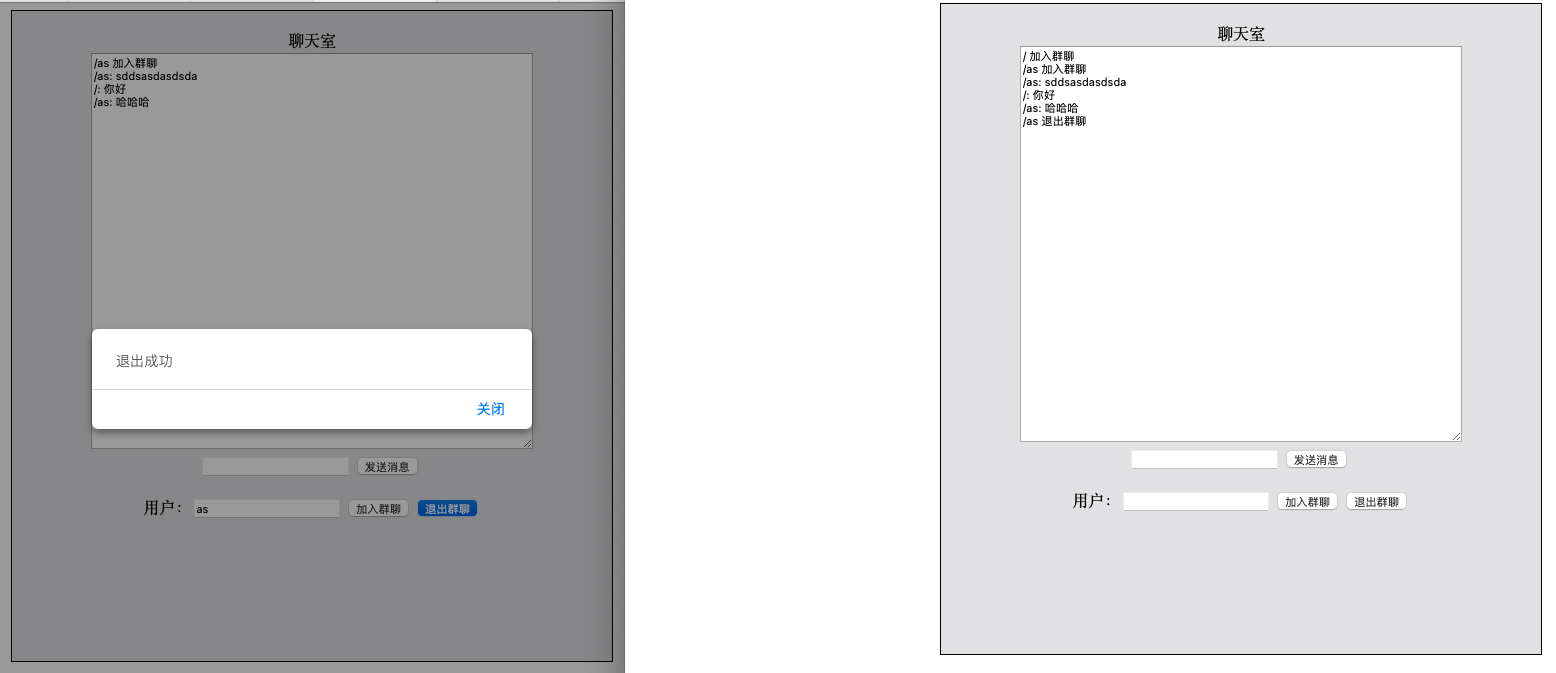 聊天室
/as 加入群聊
/as: sddsasdasdsda
/: 你好
/as: 哈哈哈
退出成功
关闭
发送消息
用户： as 加入群聊 退出群聊
聊天室
/ 加入群聊
/as 加入群聊
/as: sddsasdasdsda
/: 你好
/as: 哈哈哈
/as 退出群聊
发送消息
用户： 加入群聊 退出群聊